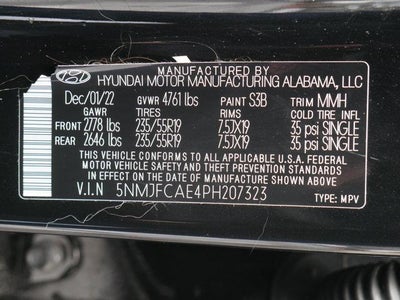 MANUFACTURED BY
HYUNDAI MOTOR MANUFACTURING ALABAMA, LLC
Dec/01/22 GVWR 4761 lbs PAINT S3B TRIM MMH
GAWR TIRES RIMS COLD TIRE INFL
FRONT 2778 lbs 235/55R19 7.5JX19 35 psi SINGLE
REAR 2646 lbs 235/55R19 7.5JX19 35 psi SINGLE
THIS VEHICLE CONFORMS TO ALL APPLICABLE U.S.A. FEDERAL
MOTOR VEHICLE SAFETY, BUMPER, AND THEFT PREVENTION
STANDARDS IN EFFECT ON THE DATE OF MANUFACTURE SHOWN ABOVE.
V.I.N 5NMJFCAE4PH207323 TYPE: MPV